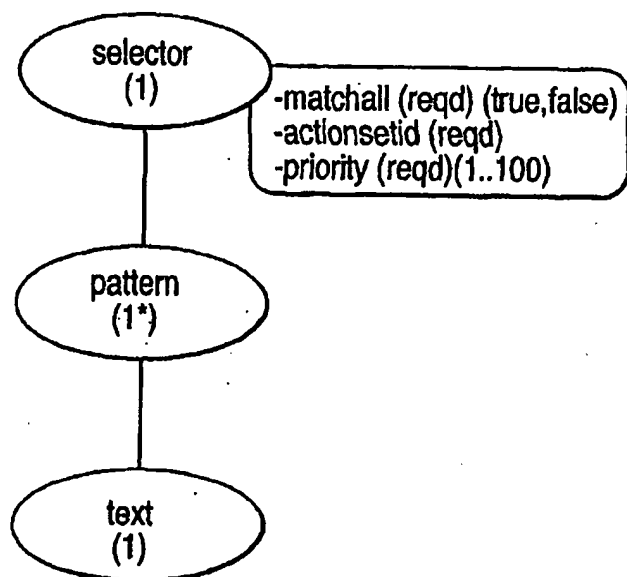 selector
(1)
-matchall (reqd) (true,false)
-actionsetid (reqd)
-priority (reqd)(1..100)
pattern
(1*)
text
(1)